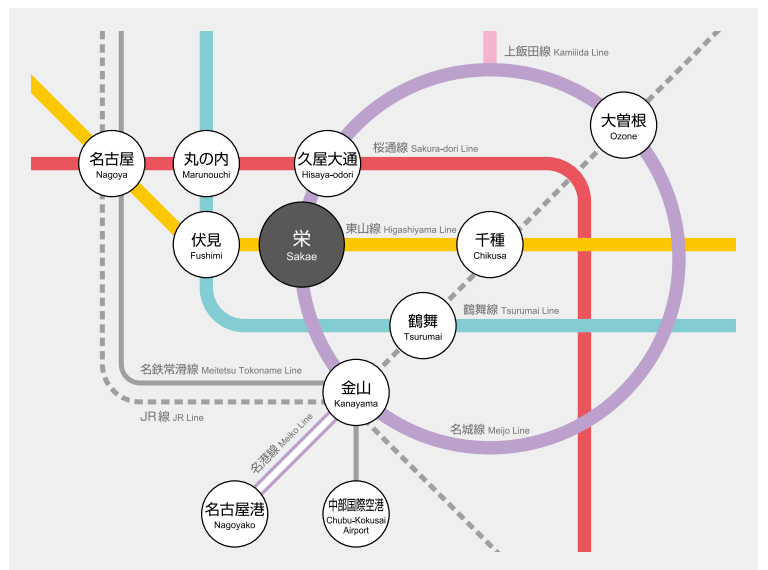 上飯田線 Kamiiida Line
大曽根
Ozone
名古屋
Nagoya
丸の内
Marunouchi
久屋大通
Hisaya-odori
桜通線 Sakura-dori Line
伏見
Fushimi
栄
Sakae
東山線 Higashiyama Line
千種
Chikusa
鶴舞
Tsurumai
鶴舞線 Tsurumai Line
名鉄常滑線 Meitetsu Tokoname Line
金山
Kanayama
JR線 JR Line
名港線 Meiko Line
名城線 Meijo Line
名古屋港
Nagoyako
中部国際空港
Chubu-Kokusai
Airport